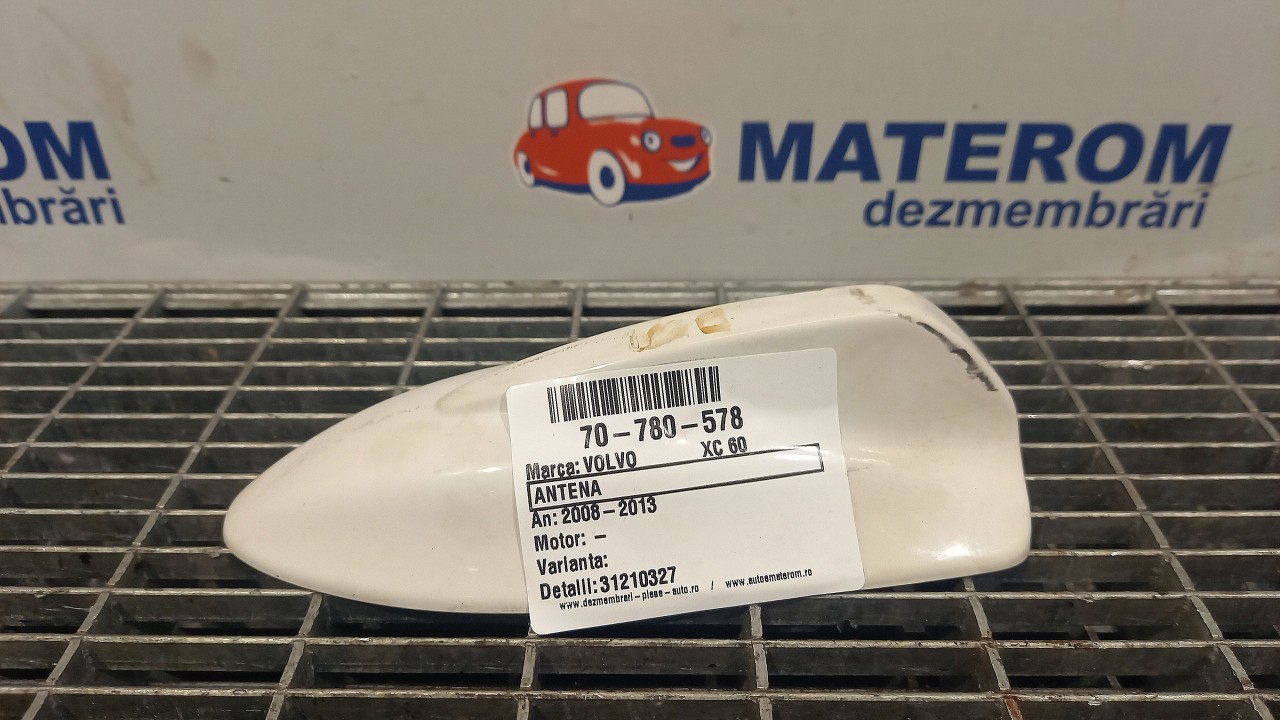 OM
mbrări
MATEROM
dezmembrări
70-780-578
Marca: VOLVO XC 60
ANTENA
An: 2008-2013
Motor: -
Varianta:
Detalii: 31210327
www.dezmembrari-piese-auto.ro / www.autoematerom.ro